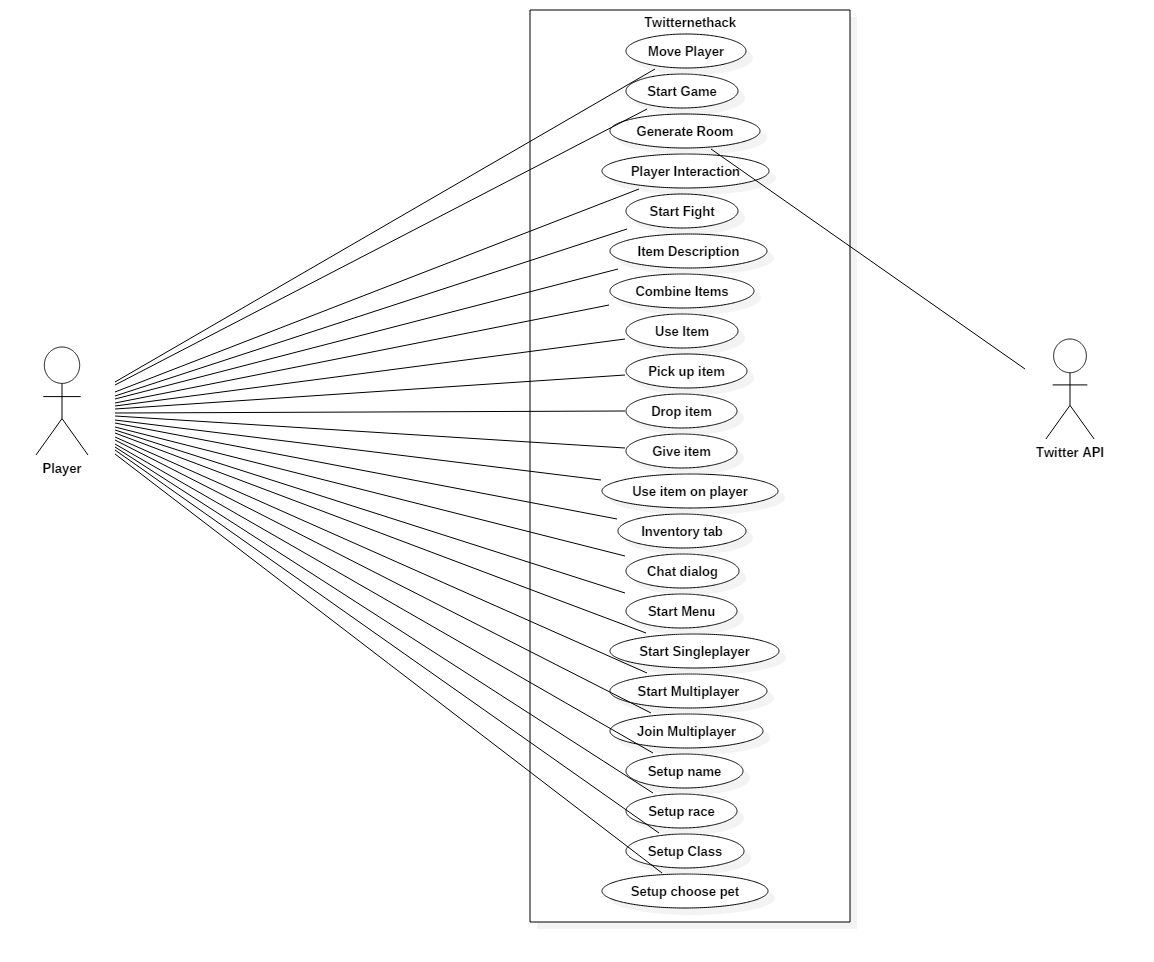 Twitternethack
Move Player
Start Game
Generate Room
Player Interaction
Start Fight
Item Description
Combine Items
Use Item
Pick up item
Drop item
Give item
Use item on player
Inventory tab
Chat dialog
Start Menu
Start Singleplayer
Start Multiplayer
Join Multiplayer
Setup name
Setup race
Setup Class
Setup choose pet
Player
Twitter API